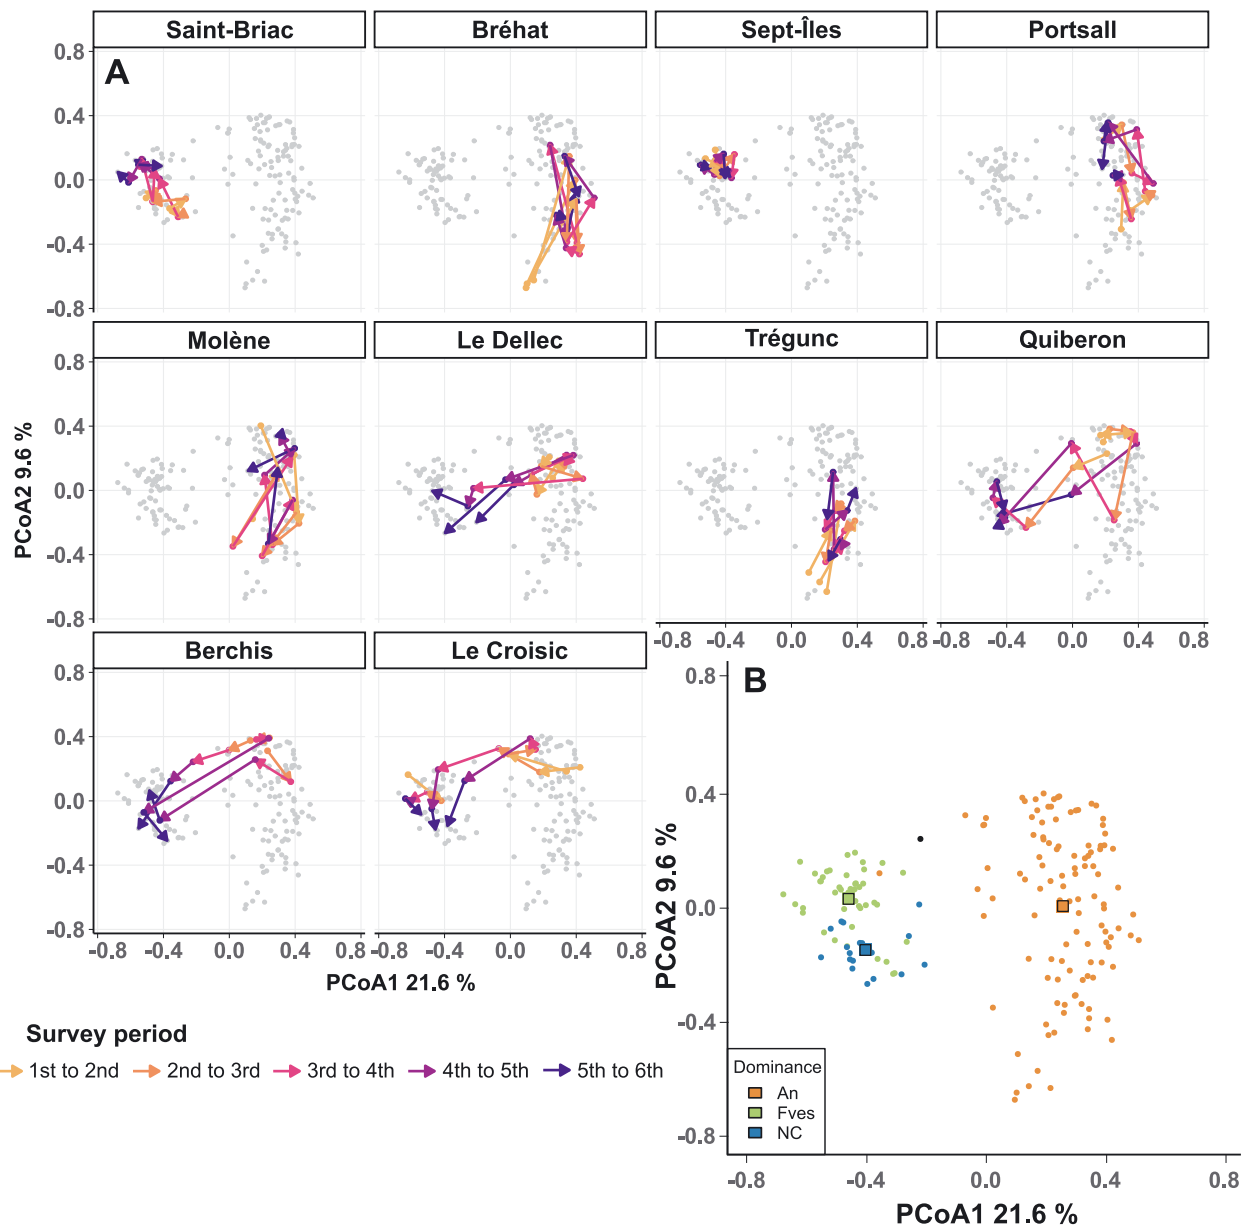 Saint-Briac Bréhat Sept-Îles Portsall
A
0.8
0.4
0.0
-0.4
-0.8
Molène Le Dellec Trégunc Quiberon
0.8
0.4
0.0
-0.4
-0.8
PCoA2 9.6 %
-0.8 -0.4 0.0 0.4 0.8 -0.8 -0.4 0.0 0.4 0.8
Berchis Le Croisic
0.8
0.4
0.0
-0.4
-0.8
-0.8 -0.4 0.0 0.4 0.8 -0.8 -0.4 0.0 0.4 0.8
PCoA1 21.6 %
Survey period
1st to 2nd 2nd to 3rd 3rd to 4th 4th to 5th 5th to 6th
B
0.8
0.4
0.0
-0.4
-0.8
PCoA2 9.6 %
Dominance
An
Fves
NC
-0.8 -0.4 0.0 0.4 0.8
PCoA1 21.6 %